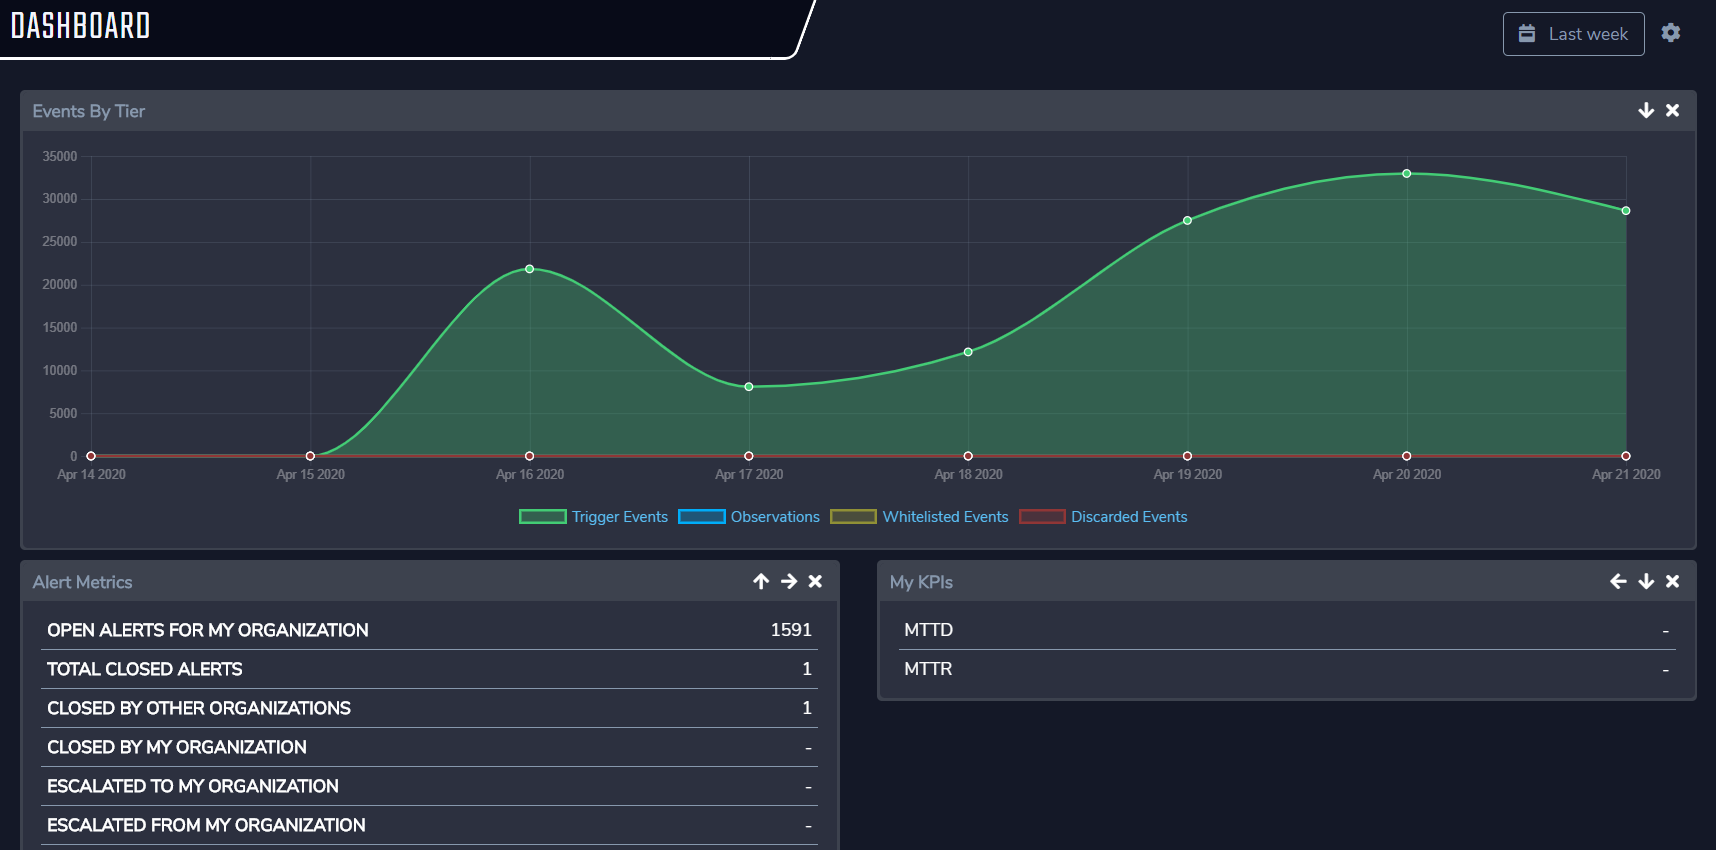 DASHBOARD
Last week
Events By Tier
35000
30000
25000
20000
15000
10000
5000
0
Apr 14 2020 Apr 15 2020 Apr 16 2020 Apr 17 2020 Apr 18 2020 Apr 19 2020 Apr 20 2020 Apr 21 2020
Trigger Events Observations Whitelisted Events Discarded Events
Alert Metrics
OPEN ALERTS FOR MY ORGANIZATION 1591
TOTAL CLOSED ALERTS 1
CLOSED BY OTHER ORGANIZATIONS 1
CLOSED BY MY ORGANIZATION -
ESCALATED TO MY ORGANIZATION -
ESCALATED FROM MY ORGANIZATION -
My KPIs
MTTD -
MTTR -